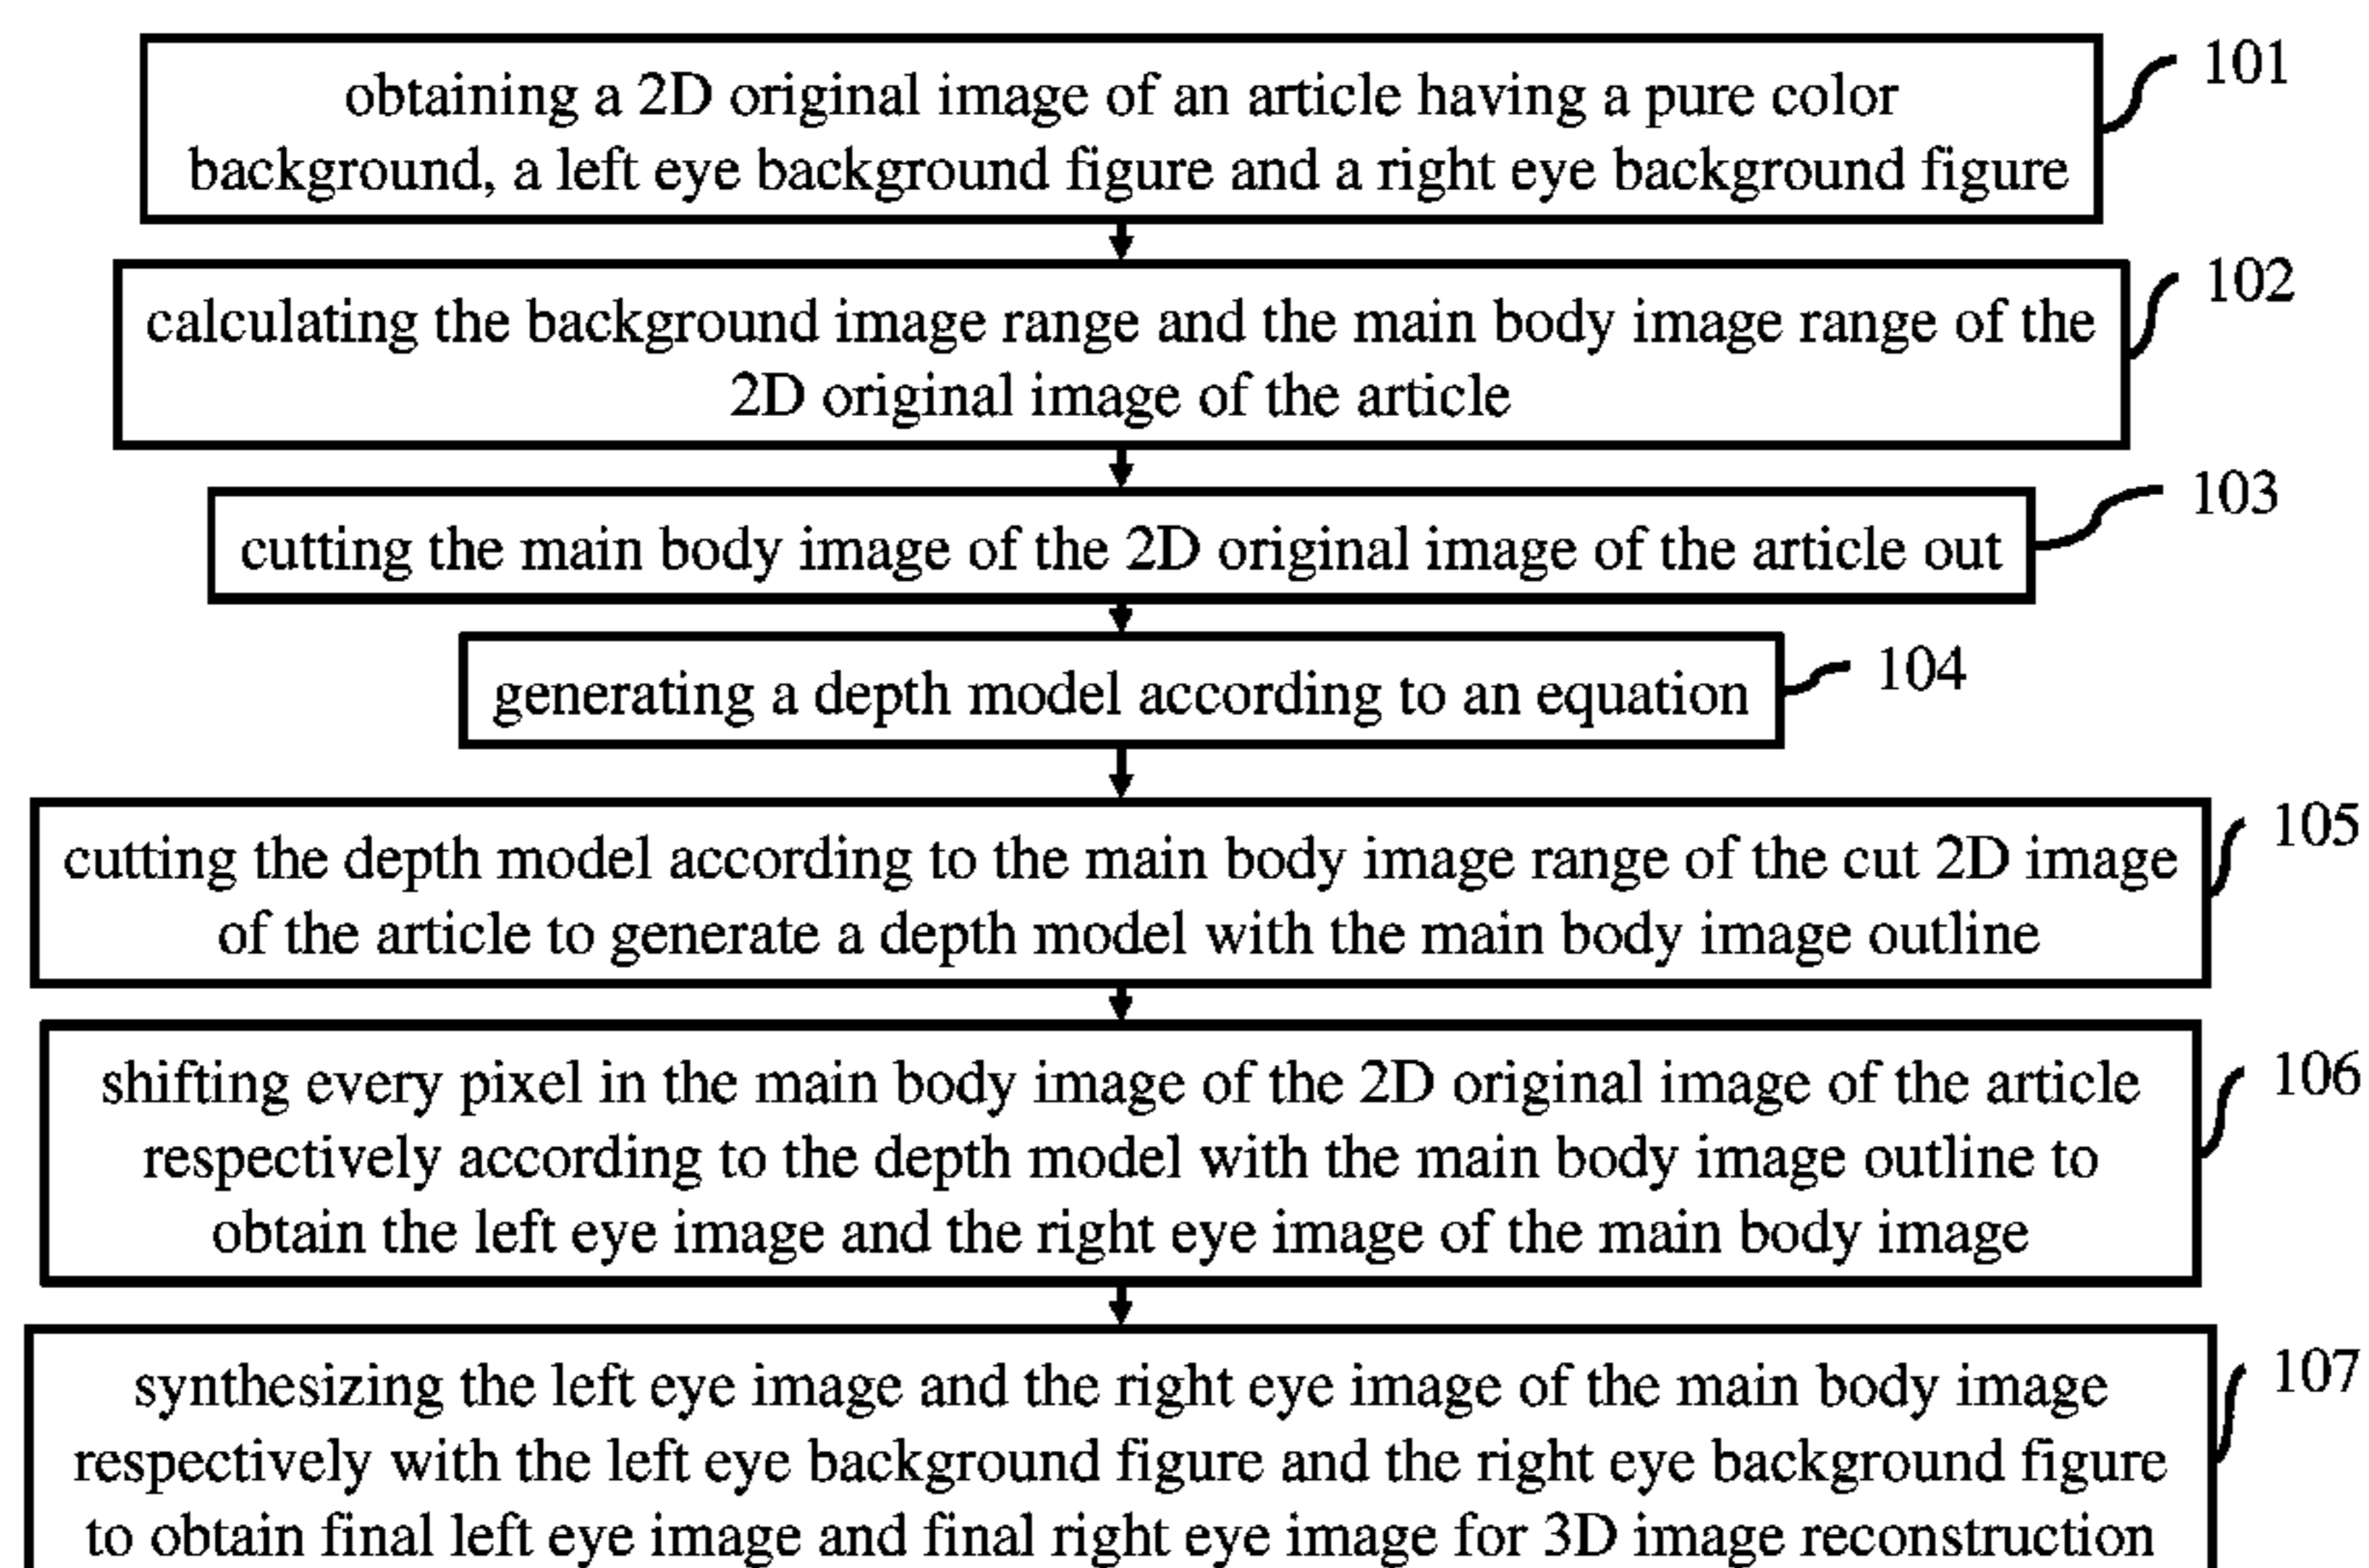 obtaining a 2D original image of an article having a pure color
background, a left eye background figure and a right eye background figure
101
calculating the background image range and the main body image range of the
2D original image of the article
102
cutting the main body image of the 2D original image of the article out
103
generating a depth model according to an equation
104
cutting the depth model according to the main body image range of the cut 2D image
of the article to generate a depth model with the main body image outline
105
shifting every pixel in the main body image of the 2D original image of the article
respectively according to the depth model with the main body image outline to
obtain the left eye image and the right eye image of the main body image
106
synthesizing the left eye image and the right eye image of the main body image
respectively with the left eye background figure and the right eye background figure
to obtain final left eye image and final right eye image for 3D image reconstruction
107